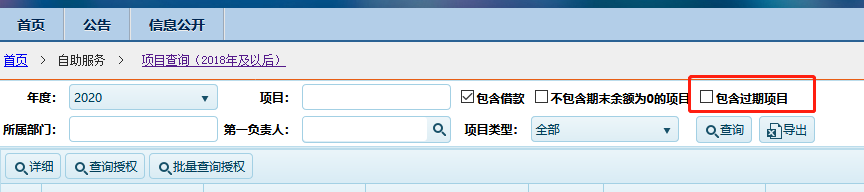 首页 公告 信息公开
首页 > 自助服务 > 项目查询（2018年及以后）
年度： 2020 项目： 包含借款 不包含期末余额为0的项目 包含过期项目
所属部门： 第一负责人： 项目类型： 全部 查询 导出
详细 查询授权 批量查询授权